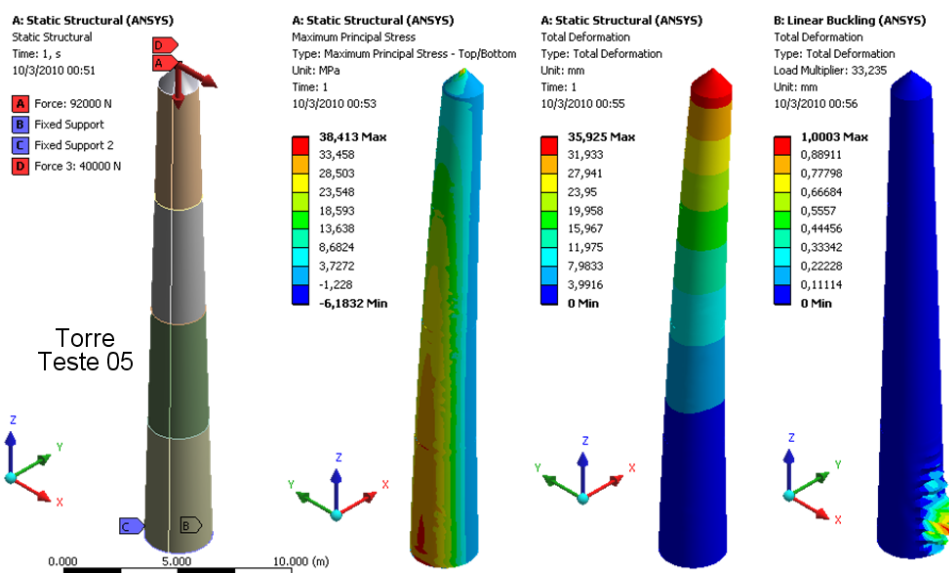 A: Static Structural (ANSYS)
Static Structural
Time: 1, s
10/3/2010 00:51
A Force: 92000 N
B Fixed Support
C Fixed Support 2
D Force 3: 40000 N
D
A
Torre
Teste 05
Z
Y
X
C
B
0.000 5.000 10.000 (m)
A: Static Structural (ANSYS)
Maximum Principal Stress
Type: Maximum Principal Stress - Top/Bottom
Unit: MPa
Time: 1
10/3/2010 00:53
38,413 Max
33,458
28,503
23,548
18,593
13,638
8,6824
3,7272
-1,228
-6,1832 Min
Z
Y
X
A: Static Structural (ANSYS)
Total Deformation
Type: Total Deformation
Unit: mm
Time: 1
10/3/2010 00:55
35,925 Max
31,933
27,941
23,95
19,958
15,967
11,975
7,9833
3,9916
0 Min
Z
Y
X
B: Linear Buckling (ANSYS)
Total Deformation
Type: Total Deformation
Load Multiplier: 33,235
Unit: mm
10/3/2010 00:56
1,0003 Max
0,88911
0,77798
0,66684
0,5557
0,44456
0,33342
0,22228
0,11114
0 Min
Z
Y
X